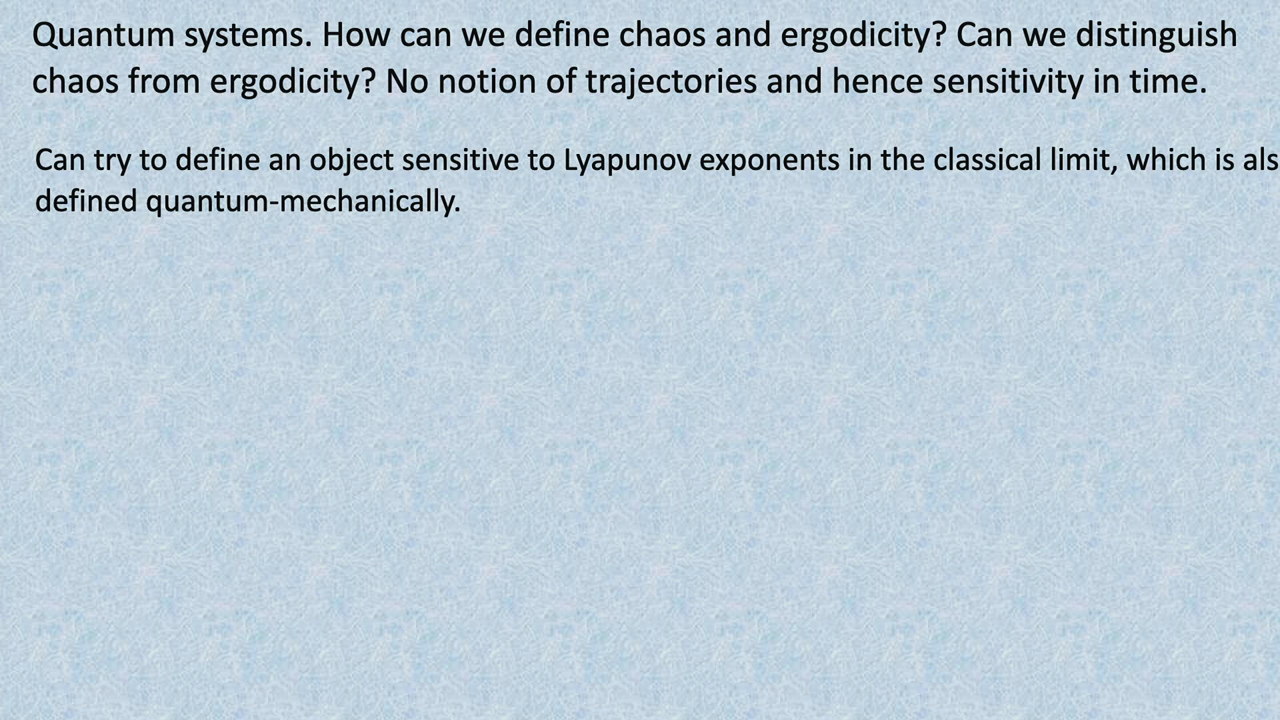 Quantum systems. How can we define chaos and ergodicity? Can we distinguish
chaos from ergodicity? No notion of trajectories and hence sensitivity in time.
Can try to define an object sensitive to Lyapunov exponents in the classical limit, which is als
defined quantum-mechanically.